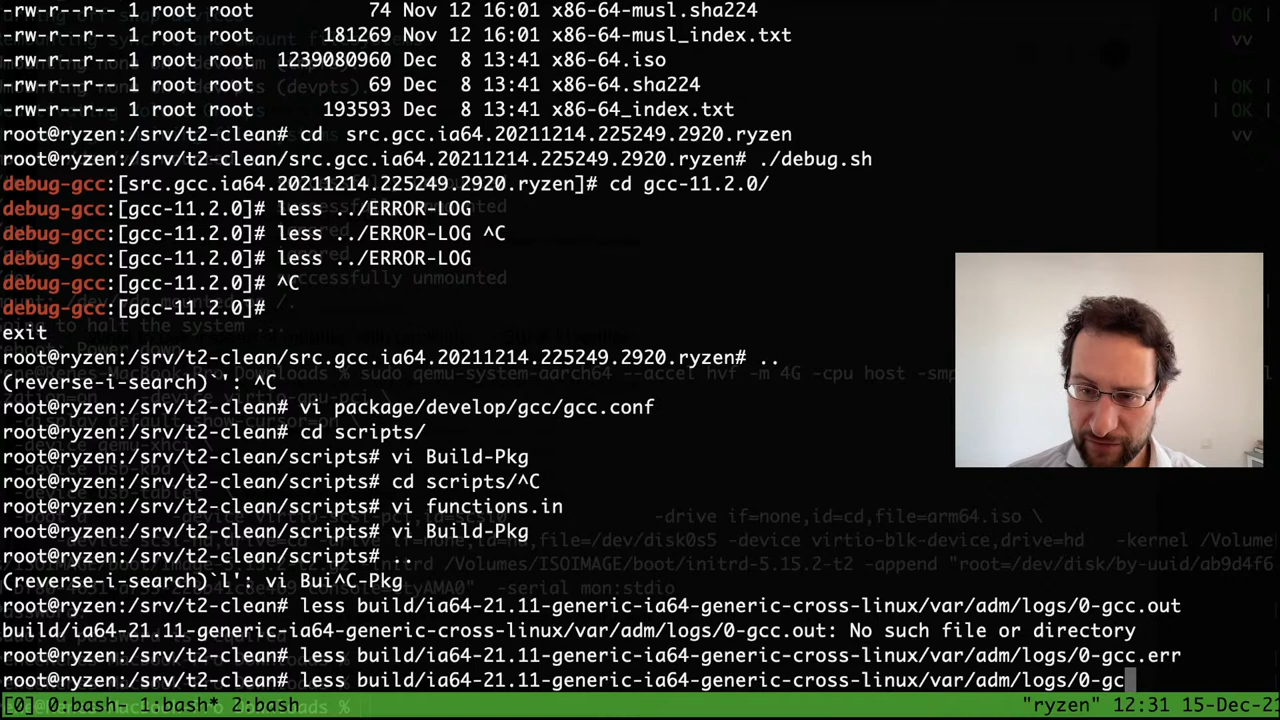 -rw-r--r-- 1 root root 74 Nov 12 16:01 x86-64-musl.sha224
-rw-r--r-- 1 root root 181269 Nov 12 16:01 x86-64-musl_index.txt
-rw-r--r-- 1 root root 1239080960 Dec 8 13:41 x86-64.iso
-rw-r--r-- 1 root root 69 Dec 8 13:41 x86-64.sha224
-rw-r--r-- 1 root root 193593 Dec 8 13:41 x86-64_index.txt
root@ryzen:/srv/t2-clean# cd src.gcc.ia64.20211214.225249.2920.ryzen
root@ryzen:/srv/t2-clean/src.gcc.ia64.20211214.225249.2920.ryzen# ./debug.sh
debug-gcc:[src.gcc.ia64.20211214.225249.2920.ryzen]# cd gcc-11.2.0/
debug-gcc:[gcc-11.2.0]# less ../ERROR-LOG
debug-gcc:[gcc-11.2.0]# less ../ERROR-LOG ^C
debug-gcc:[gcc-11.2.0]# less ../ERROR-LOG
debug-gcc:[gcc-11.2.0]# ^C
debug-gcc:[gcc-11.2.0]#
exit
root@ryzen:/srv/t2-clean/src.gcc.ia64.20211214.225249.2920.ryzen# ..
(reverse-i-search)`': ^C
root@ryzen:/srv/t2-clean# vi package/develop/gcc/gcc.conf
root@ryzen:/srv/t2-clean# cd scripts/
root@ryzen:/srv/t2-clean/scripts# vi Build-Pkg
root@ryzen:/srv/t2-clean/scripts# cd scripts/^C
root@ryzen:/srv/t2-clean/scripts# vi functions.in
root@ryzen:/srv/t2-clean/scripts# vi Build-Pkg
root@ryzen:/srv/t2-clean/scripts# ..
(reverse-i-search)`l': vi Bui^C-Pkg
root@ryzen:/srv/t2-clean# less build/ia64-21.11-generic-ia64-generic-cross-linux/var/adm/logs/0-gcc.out
build/ia64-21.11-generic-ia64-generic-cross-linux/var/adm/logs/0-gcc.out: No such file or directory
root@ryzen:/srv/t2-clean# less build/ia64-21.11-generic-ia64-generic-cross-linux/var/adm/logs/0-gcc.err
root@ryzen:/srv/t2-clean# less build/ia64-21.11-generic-ia64-generic-cross-linux/var/adm/logs/0-gc
[0] 0:bash- 1:bash* 2:bash "ryzen" 12:31 15-Dec-21